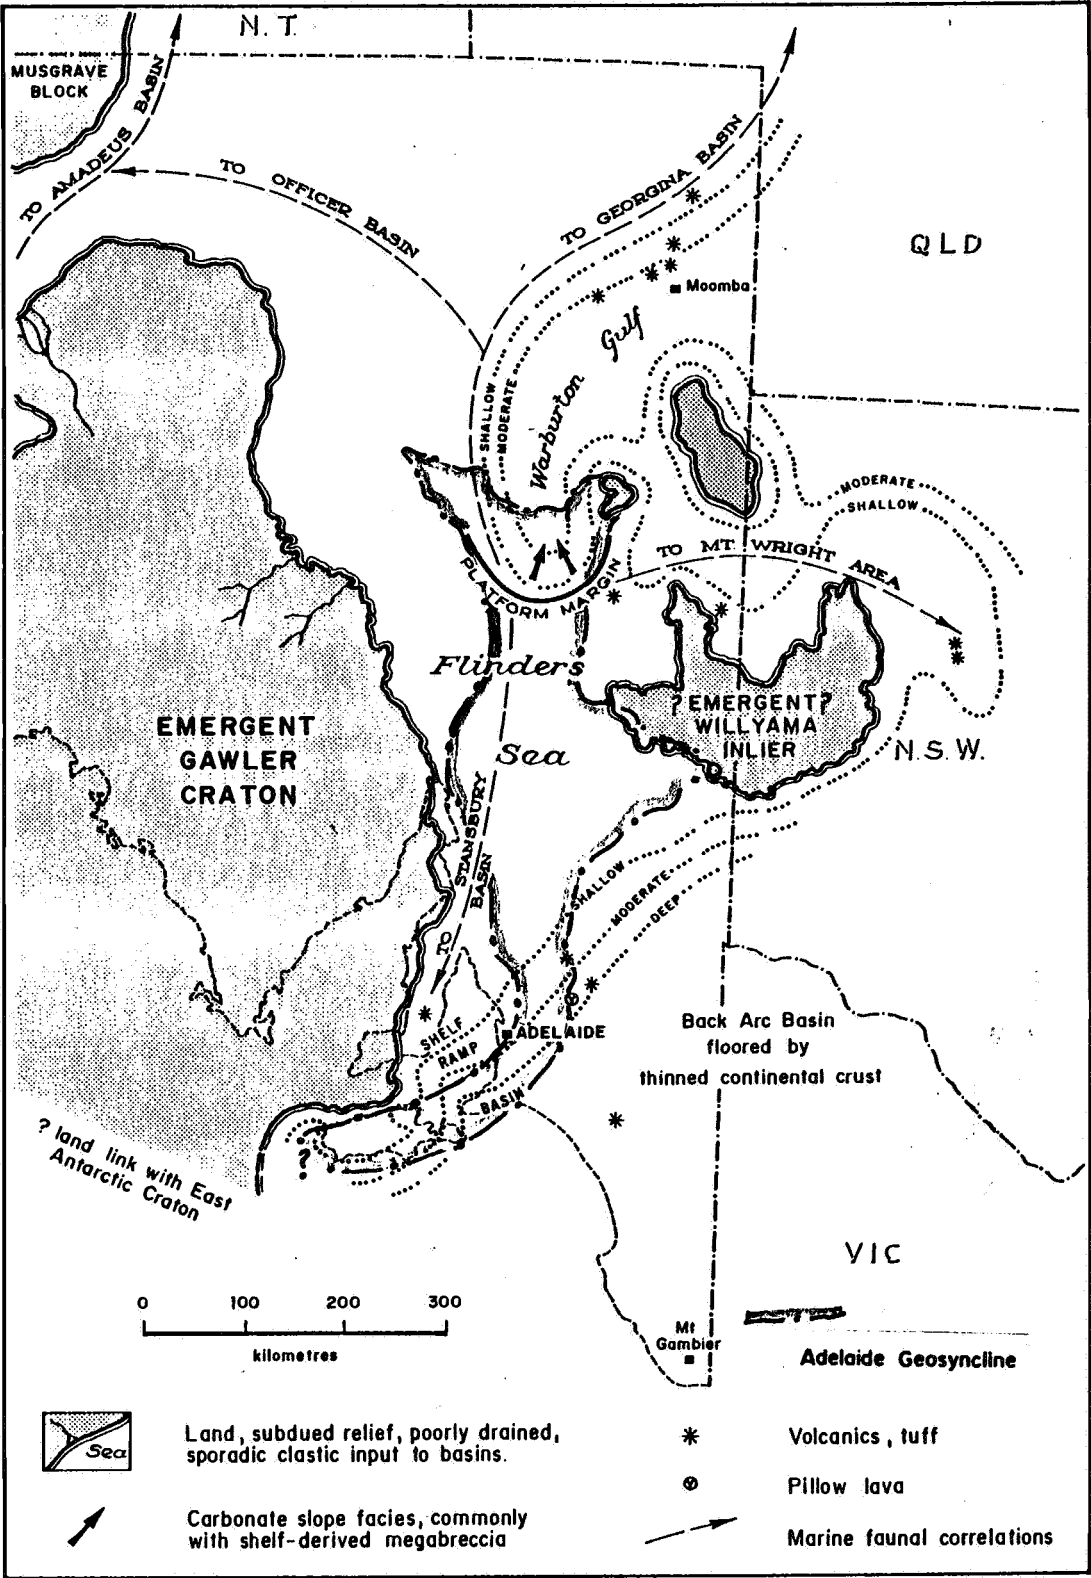 N.T.
MUSGRAVE
BLOCK
TO AMADEUS BASIN
TO OFFICER BASIN
TO GEORGINA BASIN
QLD
Moomba
Warburton Gulf
SHALLOW
MODERATE
MODERATE
SHALLOW
TO MT WRIGHT AREA
PLATFORM MARGIN
Flinders
Sea
EMERGENT
GAWLER
CRATON
? EMERGENT?
WILLYAMA
INLIER
N.S.W.
TO STANSBURY
BASIN
SHALLOW
MODERATE
DEEP
SHELF
RAMP
BASIN
ADELAIDE
Back Arc Basin
floored by
thinned continental crust
? land link with East
Antarctic Craton
?
VIC
0 100 200 300
kilometres
Mt
Gambier
Adelaide Geosyncline
Sea
Land, subdued relief, poorly drained,
sporadic clastic input to basins.
Volcanics, tuff
Pillow lava
Carbonate slope facies, commonly
with shelf-derived megabreccia
Marine faunal correlations